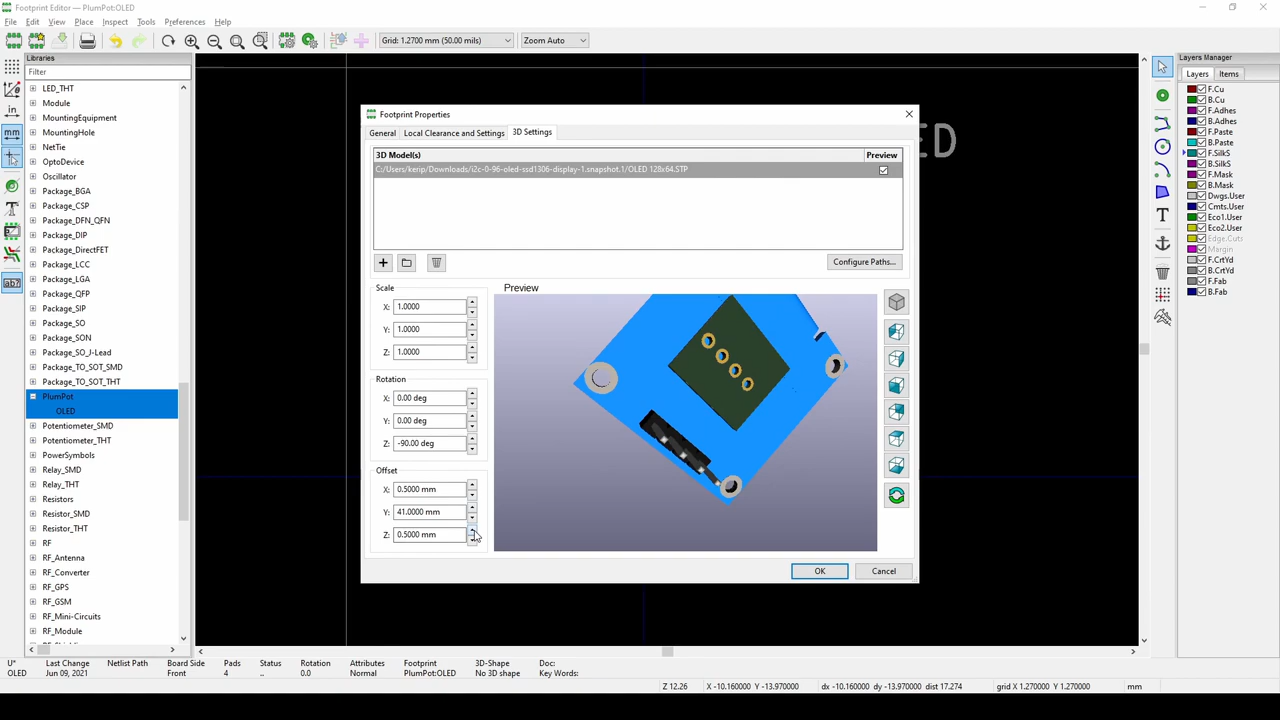 Footprint Editor — PlumPot:OLED
File Edit View Place Inspect Tools Preferences Help
Grid: 1.2700 mm (50.00 mils) Zoom Auto
Libraries
Filter
LED_THT
Module
MountingEquipment
MountingHole
NetTie
OptoDevice
Oscillator
Package_BGA
Package_CSP
Package_DFN_QFN
Package_DIP
Package_DirectFET
Package_LCC
Package_LGA
Package_QFP
Package_SIP
Package_SO
Package_SON
Package_SO_J-Lead
Package_TO_SOT_SMD
Package_TO_SOT_THT
PlumPot
OLED
Potentiometer_SMD
Potentiometer_THT
PowerSymbols
Relay_SMD
Relay_THT
Resistors
Resistor_SMD
Resistor_THT
RF
RF_Antenna
RF_Converter
RF_GPS
RF_GSM
RF_Mini-Circuits
RF_Module
in
mm
ab?
Footprint Properties
General Local Clearance and Settings 3D Settings
3D Model(s) Preview
C:/Users/kerip/Downloads/i2c-0-96-oled-ssd1306-display-1.snapshot.1/OLED 128x64.STP
Configure Paths...
Scale
X: 1.0000
Y: 1.0000
Z: 1.0000
Rotation
X: 0.00 deg
Y: 0.00 deg
Z: -90.00 deg
Offset
X: 0.5000 mm
Y: 41.0000 mm
Z: 0.5000 mm
Preview
OK Cancel
ED
Layers Manager
Layers Items
F.Cu
B.Cu
F.Adhes
B.Adhes
F.Paste
B.Paste
F.SilkS
B.SilkS
F.Mask
B.Mask
Dwgs.User
Cmts.User
Eco1.User
Eco2.User
Edge.Cuts
Margin
F.CrtYd
B.CrtYd
F.Fab
B.Fab
U* Last Change Netlist Path Board Side Pads Status Rotation Attributes Footprint 3D-Shape Doc:
OLED Jun 09, 2021 Front 4 .. 0.0 Normal PlumPot:OLED No 3D shape Key Words:
Z 12.26 X -10.160000 Y -13.970000 dx -10.160000 dy -13.970000 dist 17.274 grid X 1.270000 Y 1.270000 mm